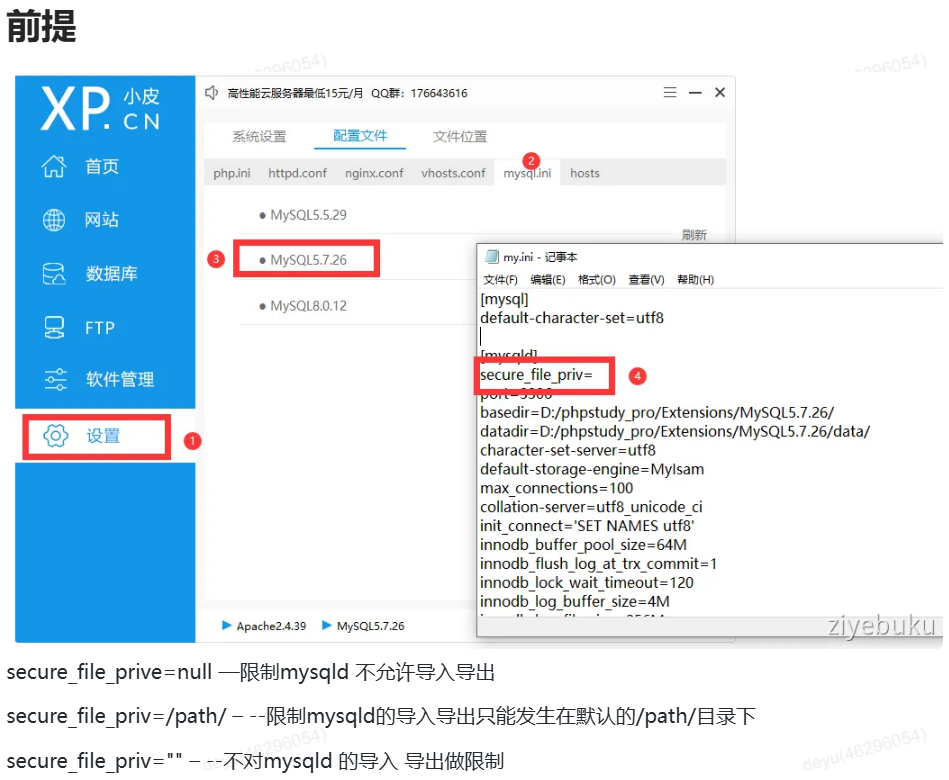 前提
XP.小皮
CN
高性能云服务器最低15元/月 QQ群：176643616
首页
网站
数据库
FTP
软件管理
设置
1
系统设置 配置文件 文件位置
2
php.ini httpd.conf nginx.conf vhosts.conf mysql.ini hosts
MySQL5.5.29
刷新
3
MySQL5.7.26
MySQL8.0.12
my.ini - 记事本
文件(F) 编辑(E) 格式(O) 查看(V) 帮助(H)
[mysql]
default-character-set=utf8
[mysqld]
secure_file_priv=
4
port=3306
basedir=D:/phpstudy_pro/Extensions/MySQL5.7.26/
datadir=D:/phpstudy_pro/Extensions/MySQL5.7.26/data/
character-set-server=utf8
default-storage-engine=MyIsam
max_connections=100
collation-server=utf8_unicode_ci
init_connect='SET NAMES utf8'
innodb_buffer_pool_size=64M
innodb_flush_log_at_trx_commit=1
innodb_lock_wait_timeout=120
innodb_log_buffer_size=4M
Apache2.4.39 MySQL5.7.26
ziyebuku
secure_file_prive=null —限制mysqld 不允许导入导出
secure_file_priv=/path/ – --限制mysqld的导入导出只能发生在默认的/path/目录下
secure_file_priv="" – --不对mysqld 的导入 导出做限制
deyu(46296054)